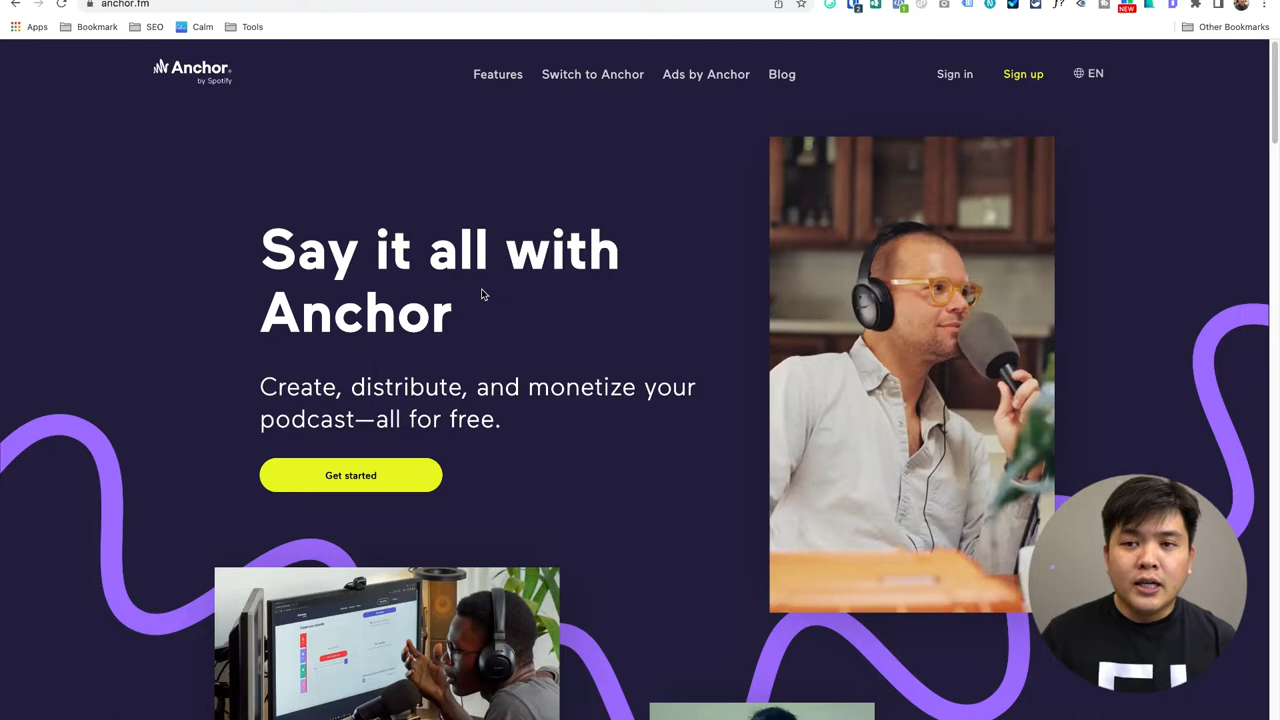 anchor.fm
Apps Bookmark SEO Calm Tools Other Bookmarks
Anchor
by Spotify
Features Switch to Anchor Ads by Anchor Blog Sign in Sign up EN
Say it all with
Anchor
Create, distribute, and monetize your
podcast—all for free.
Get started